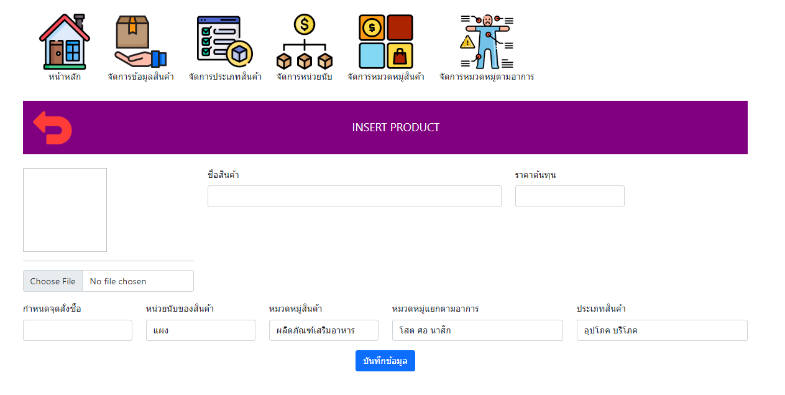 หน้าหลัก จัดการข้อมูลสินค้า จัดการประเภทสินค้า จัดการหน่วยนับ จัดการหมวดหมู่สินค้า จัดการหมวดหมู่ตามอาการ
INSERT PRODUCT
ชื่อสินค้า ราคาต้นทุน
Choose File No file chosen
กำหนดจุดสั่งซื้อ หน่วยนับของสินค้า หมวดหมู่สินค้า หมวดหมู่แยกตามอาการ ประเภทสินค้า
แผง ผลิตภัณฑ์เสริมอาหาร โสต ศอ นาสิก อุปโภค บริโภค
บันทึกข้อมูล